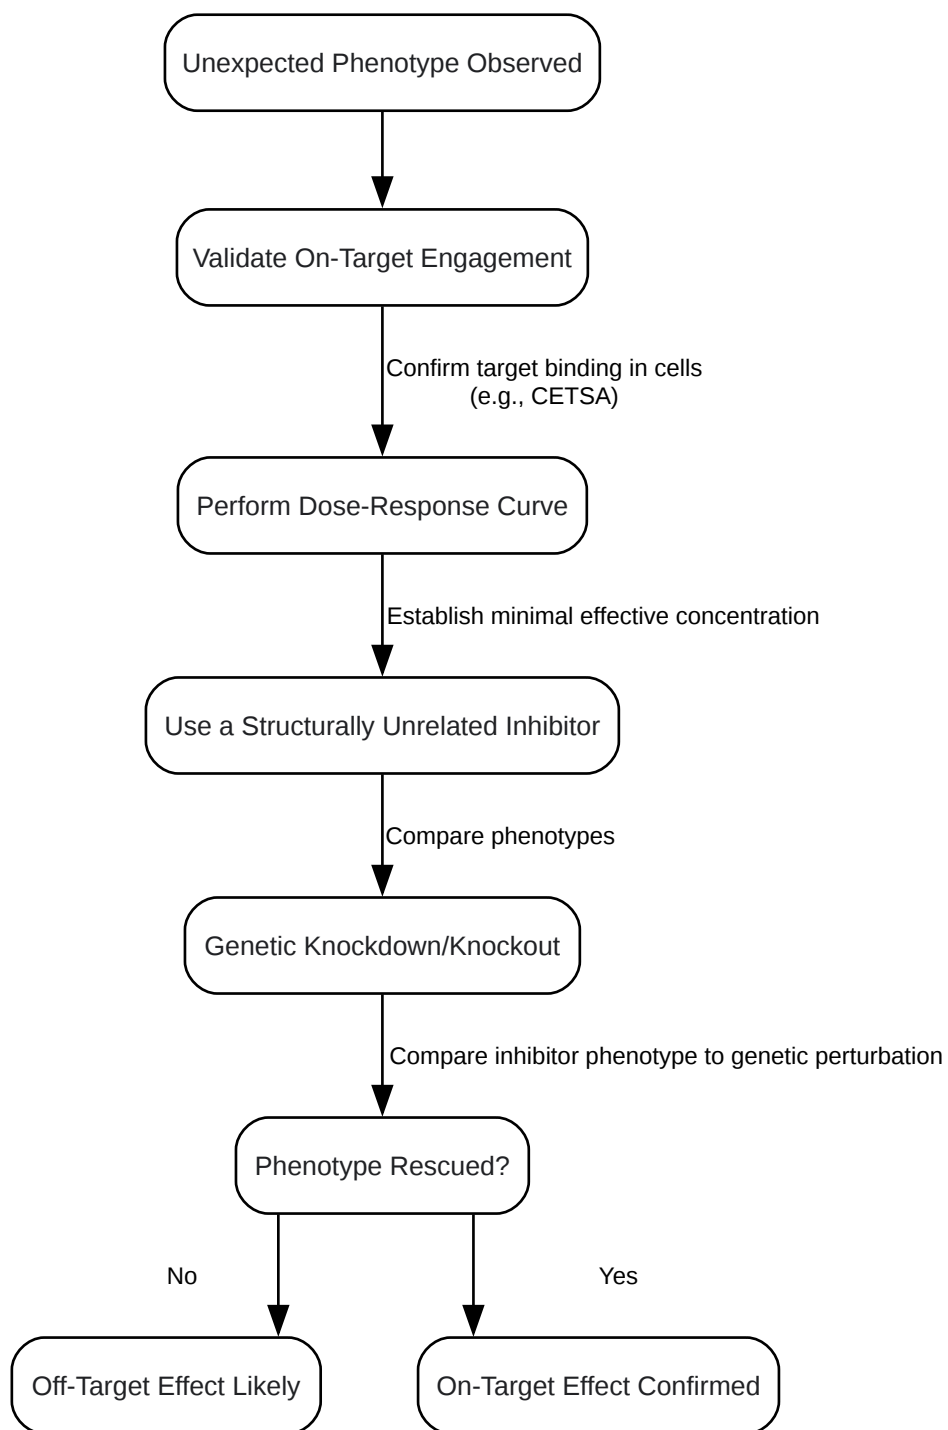 Unexpected Phenotype Observed
Validate On-Target Engagement
Confirm target binding in cells
(e.g., CETSA)
Perform Dose-Response Curve
Establish minimal effective concentration
Use a Structurally Unrelated Inhibitor
Compare phenotypes
Genetic Knockdown/Knockout
Compare inhibitor phenotype to genetic perturbation
Phenotype Rescued?
No
Yes
Off-Target Effect Likely
On-Target Effect Confirmed